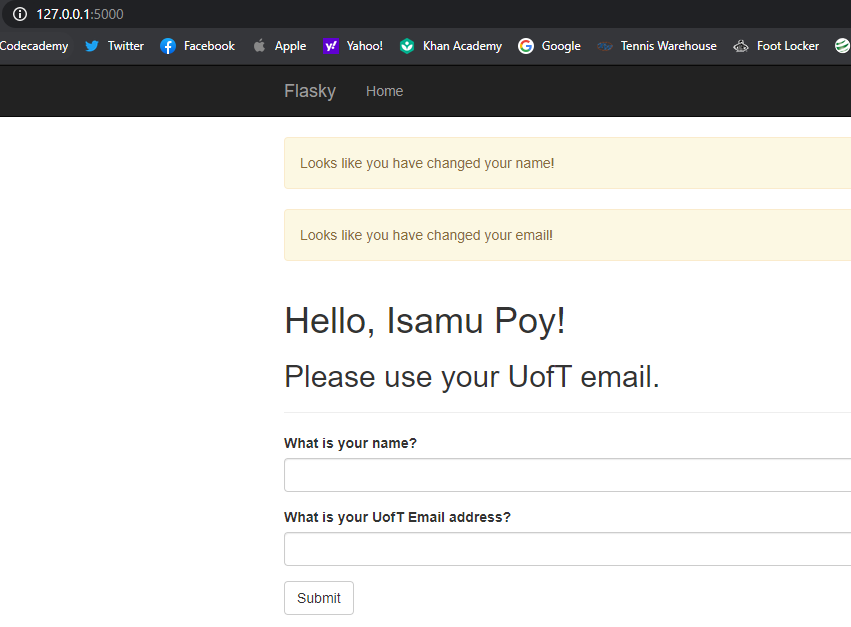 127.0.0.1:5000
Codecademy Twitter Facebook Apple Yahoo! Khan Academy Google Tennis Warehouse Foot Locker
Flasky Home
Looks like you have changed your name!
Looks like you have changed your email!
Hello, Isamu Poy!
Please use your UofT email.
What is your name?
What is your UofT Email address?
Submit